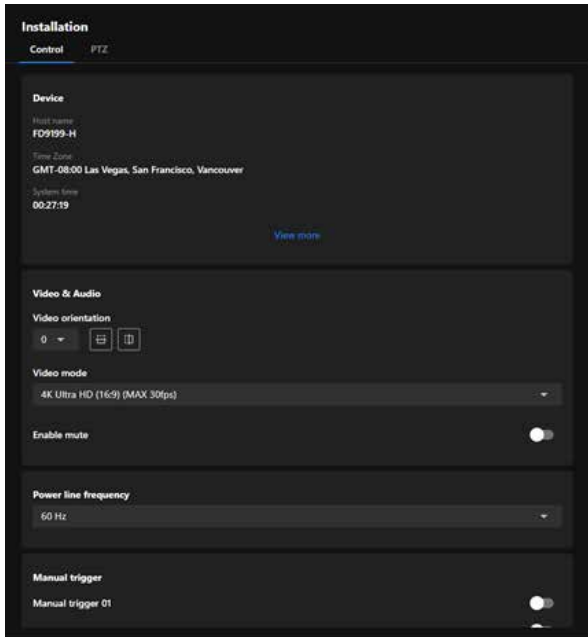 Installation
Control PTZ
Device
Host name
FD9199-H
Time Zone
GMT-08:00 Las Vegas, San Francisco, Vancouver
System time
00:27:19
View more
Video & Audio
Video orientation
0
Video mode
4K Ultra HD (16:9) (MAX 30fps)
Enable mute
Power line frequency
60 Hz
Manual trigger
Manual trigger 01